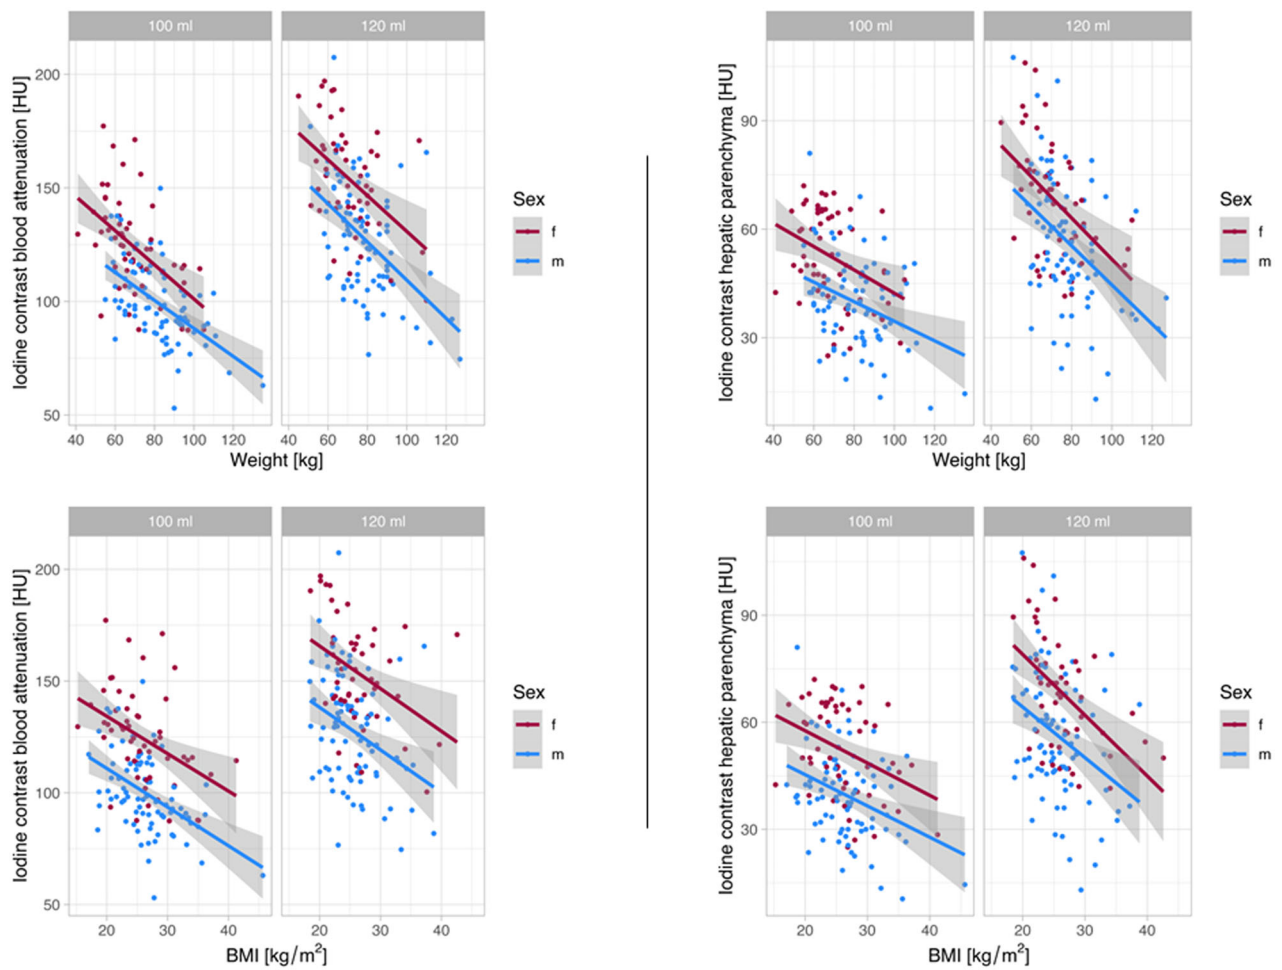 100 ml 120 ml
Iodine contrast blood attenuation [HU]
200
150
100
50
40 60 80 100 120 40 60 80 100 120
Weight [kg]
Sex
f
m
100 ml 120 ml
Iodine contrast hepatic parenchyma [HU]
90
60
30
40 60 80 100 120 40 60 80 100 120
Weight [kg]
Sex
f
m
100 ml 120 ml
Iodine contrast blood attenuation [HU]
200
150
100
50
20 30 40 20 30 40
BMI [kg/m²]
Sex
f
m
100 ml 120 ml
Iodine contrast hepatic parenchyma [HU]
90
60
30
20 30 40 20 30 40
BMI [kg/m²]
Sex
f
m